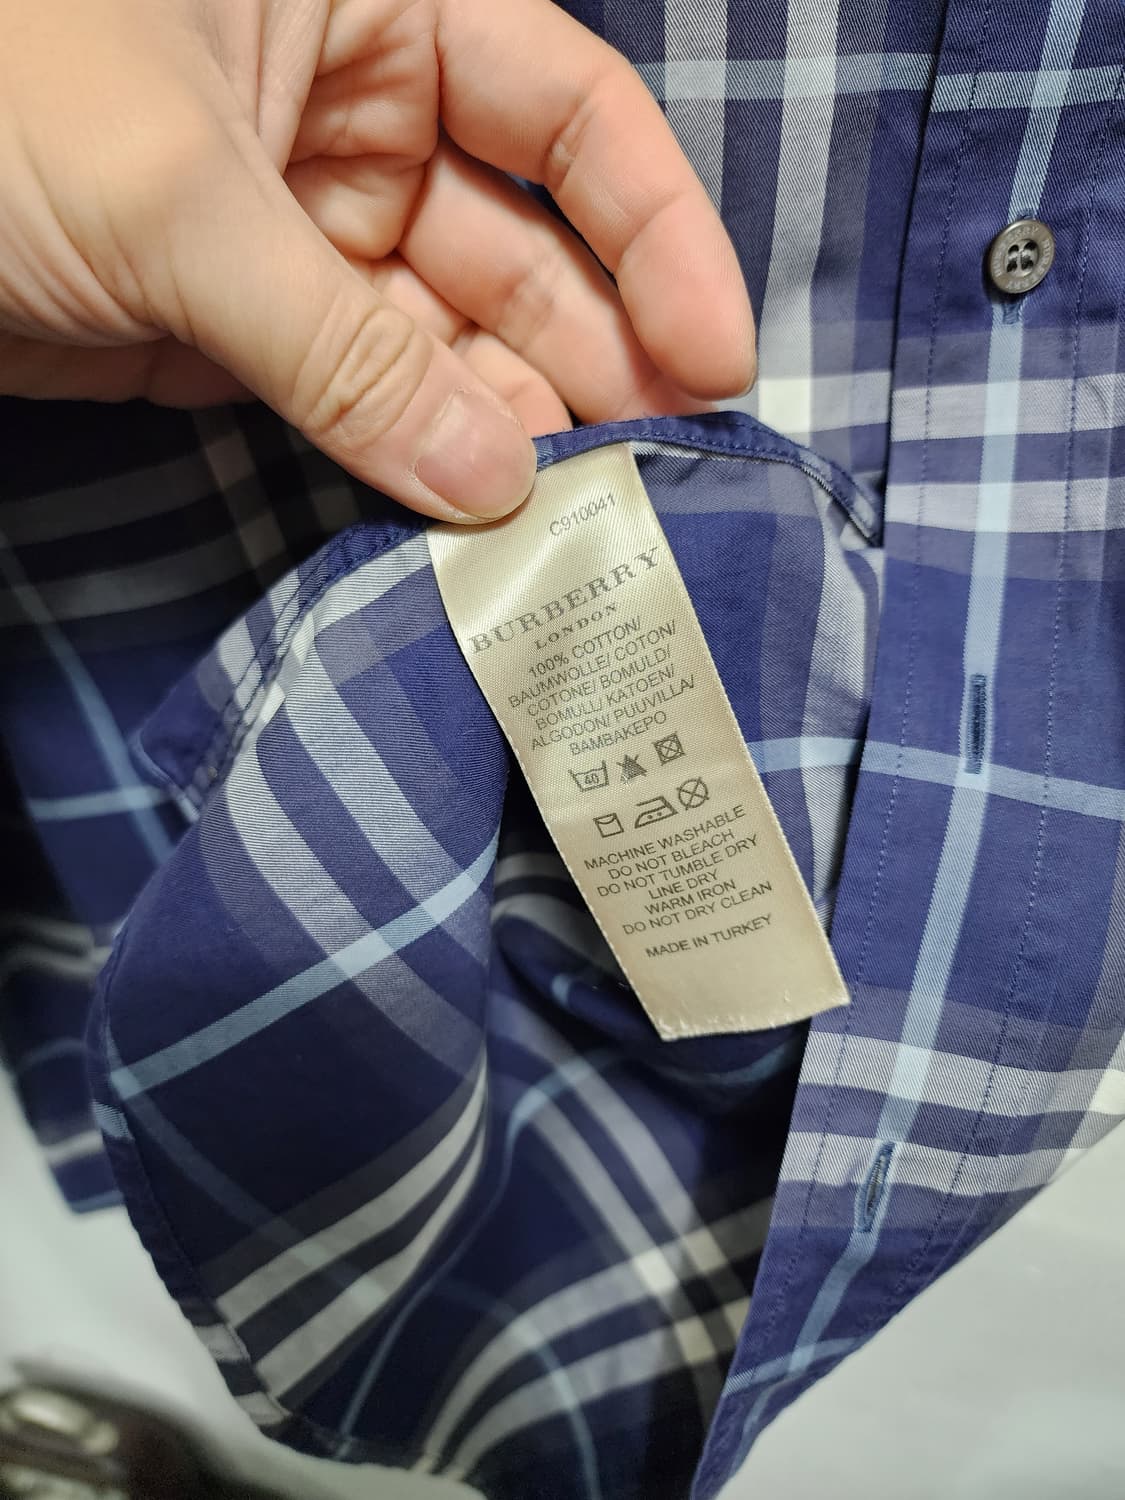 C910041
BURBERRY
LONDON
100% COTTON/
BAUMWOLLE/ COTON/
COTONE/ BOMULD/
BOMULL/ KATOEN/
ALGODON/ PUUVILLA/
BAMBAKEPO
40
MACHINE WASHABLE
DO NOT BLEACH
DO NOT TUMBLE DRY
LINE DRY
WARM IRON
DO NOT DRY CLEAN
MADE IN TURKEY